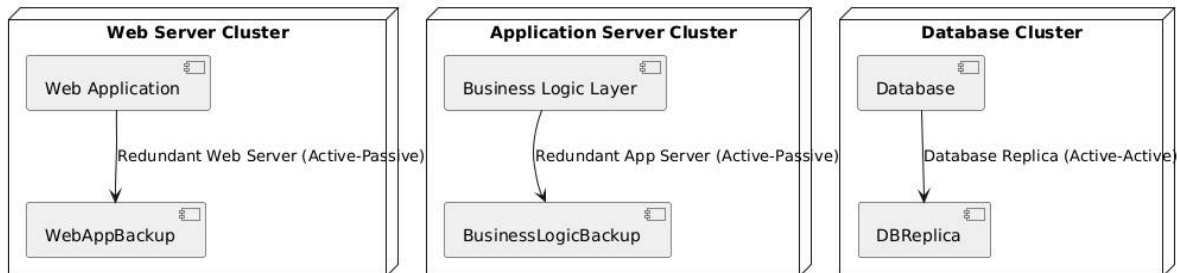 Web Server Cluster
Web Application
Redundant Web Server (Active-Passive)
WebAppBackup
Application Server Cluster
Business Logic Layer
Redundant App Server (Active-Passive)
BusinessLogicBackup
Database Cluster
Database
Database Replica (Active-Active)
DBReplica